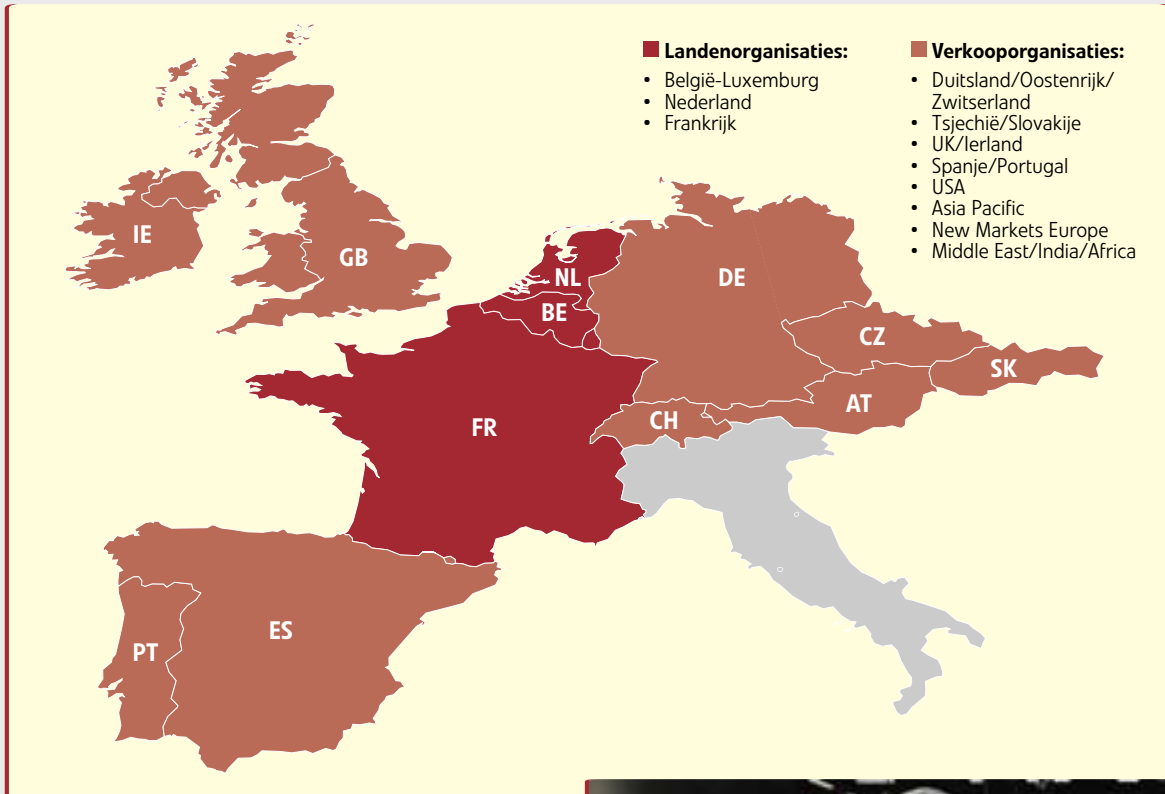 Landenorganisaties:
• België-Luxemburg
• Nederland
• Frankrijk
Verkooporganisaties:
• Duitsland/Oostenrijk/
Zwitserland
• Tsjechië/Slovakije
• UK/Ierland
• Spanje/Portugal
• USA
• Asia Pacific
• New Markets Europe
• Middle East/India/Africa
IE
GB
NL
DE
BE
CZ
SK
AT
CH
FR
ES
PT